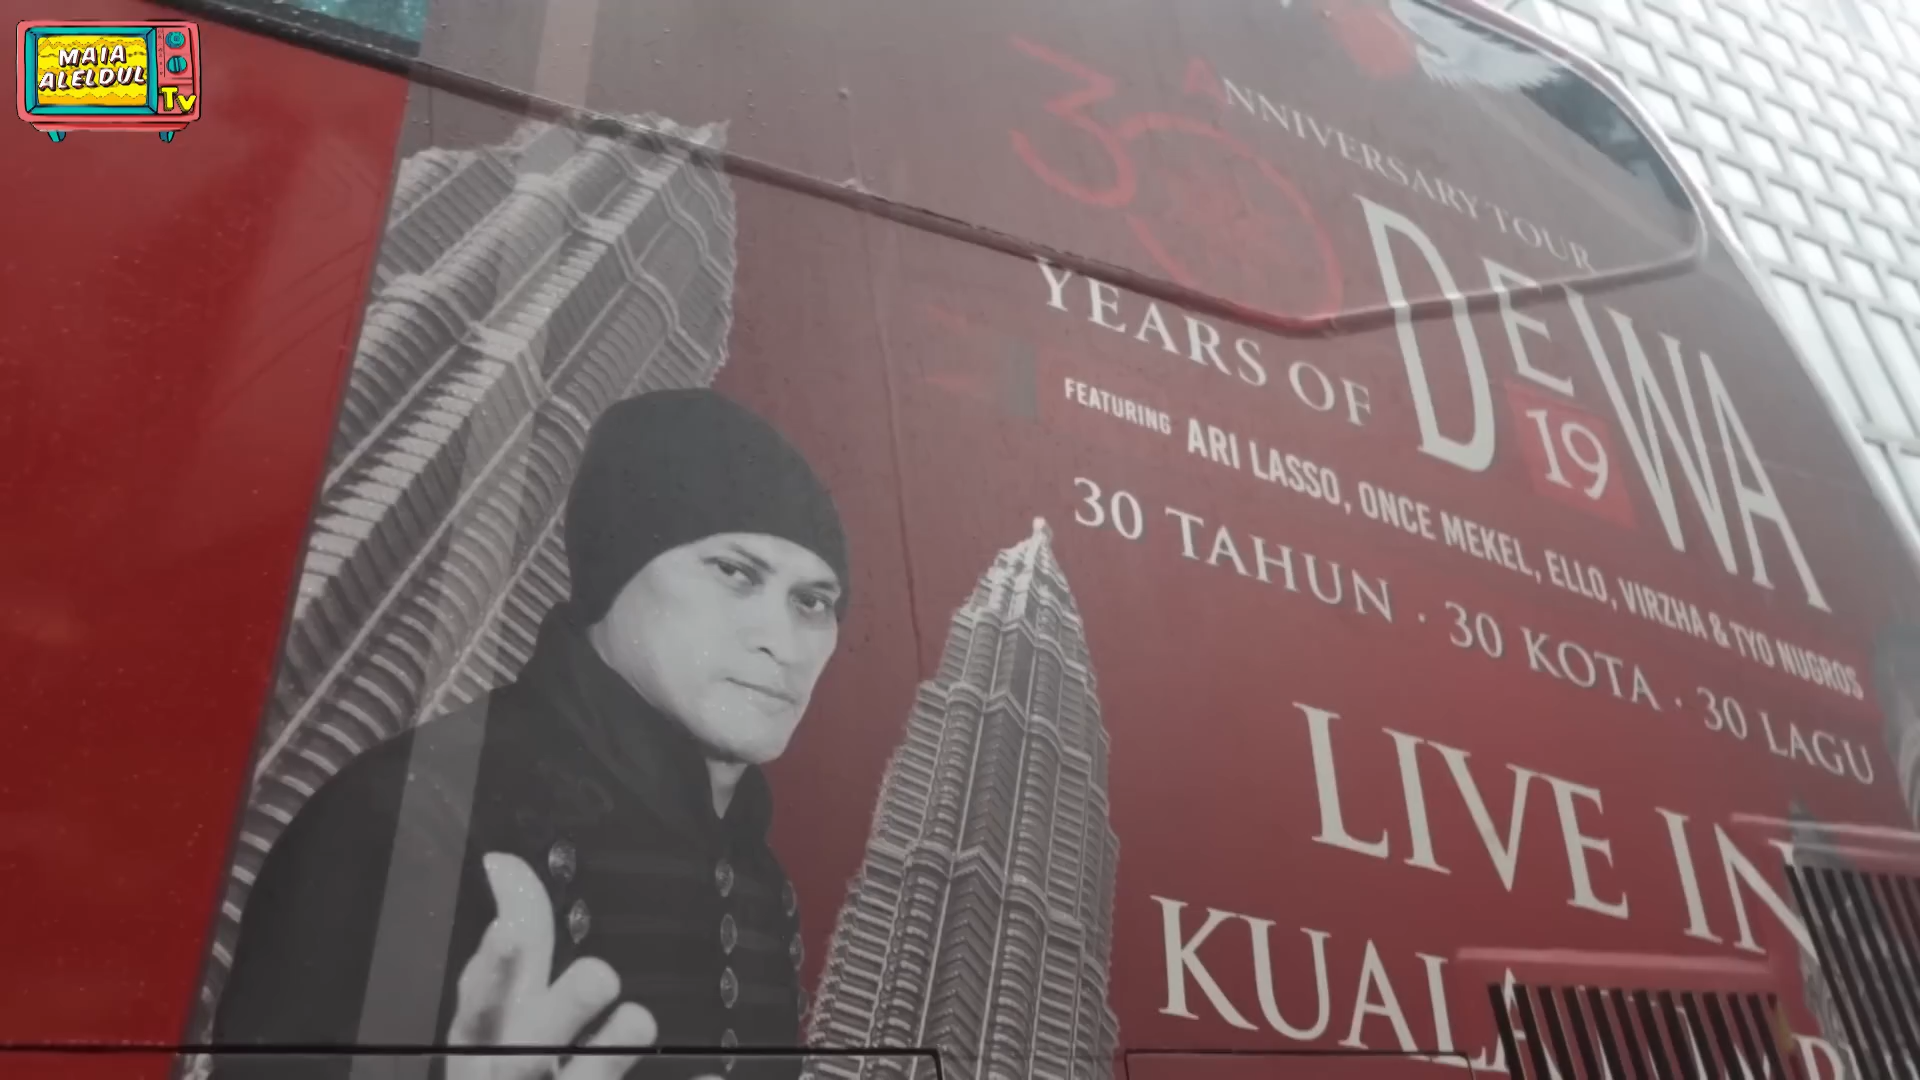 MAIA
ALELDUL
TV
30 ANNIVERSARY TOUR
YEARS OF DEWA
19
FEATURING ARI LASSO, ONCE MEKEL, ELLO, VIRZHA & TYO NUGROS
30 TAHUN · 30 KOTA · 30 LAGU
LIVE IN
KUALA